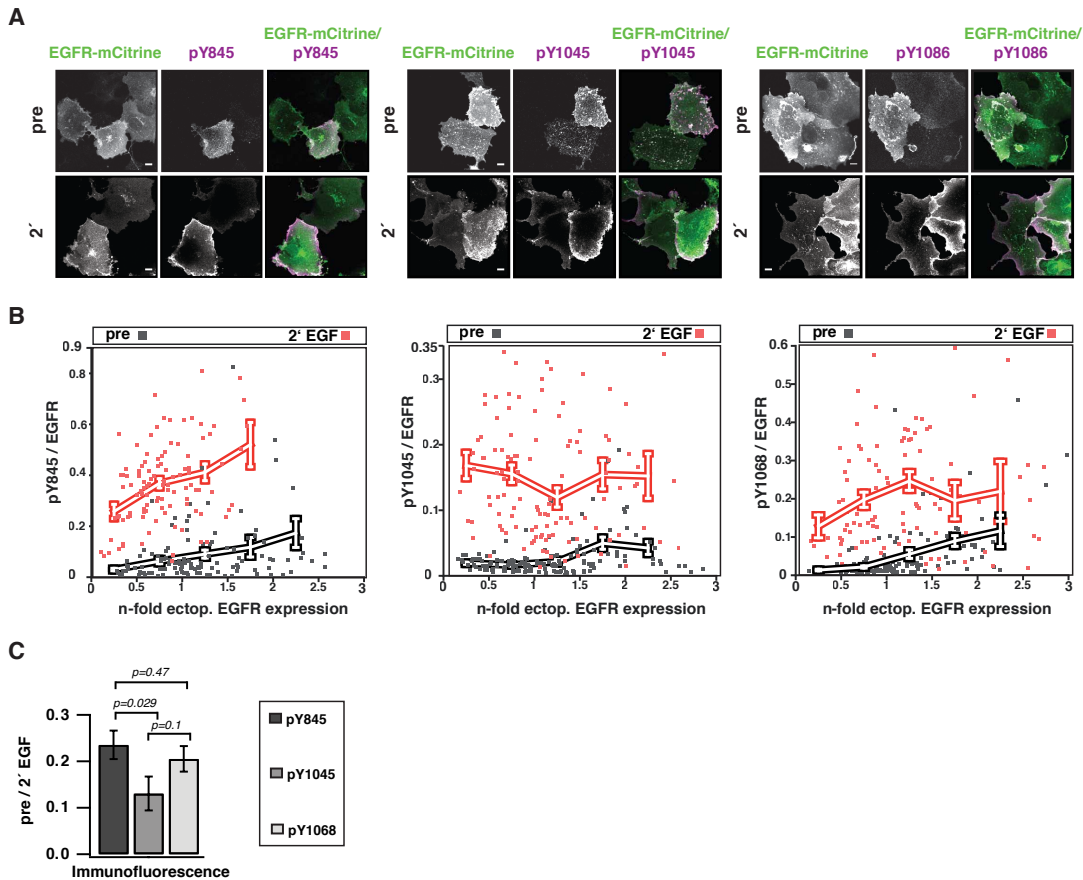 A
EGFR-mCitrine pY845 EGFR-mCitrine/ pY845
EGFR-mCitrine pY1045 EGFR-mCitrine/ pY1045
EGFR-mCitrine pY1086 EGFR-mCitrine/ pY1086
pre
pre
pre
2´
2´
2´
B
pre 2‘ EGF
0.9
0.8
0.6
0.4
0.2
0
pY845 / EGFR
0.5 1 1.5 2 2.5 3
n-fold ectop. EGFR expression
pre 2‘ EGF
0.35
0.3
0.2
0.1
0
pY1045 / EGFR
0.5 1 1.5 2 2.5 3
n-fold ectop. EGFR expression
pre 2‘ EGF
0.6
0.5
0.4
0.3
0.2
0.1
0
pY1068 / EGFR
0 0.5 1 1.5 2 2.5 3
n-fold ectop. EGFR expression
C
p=0.47
p=0.029
p=0.1
0.3
0.2
0.1
0.0
pre / 2´ EGF
Immunofluorescence
pY845
pY1045
pY1068